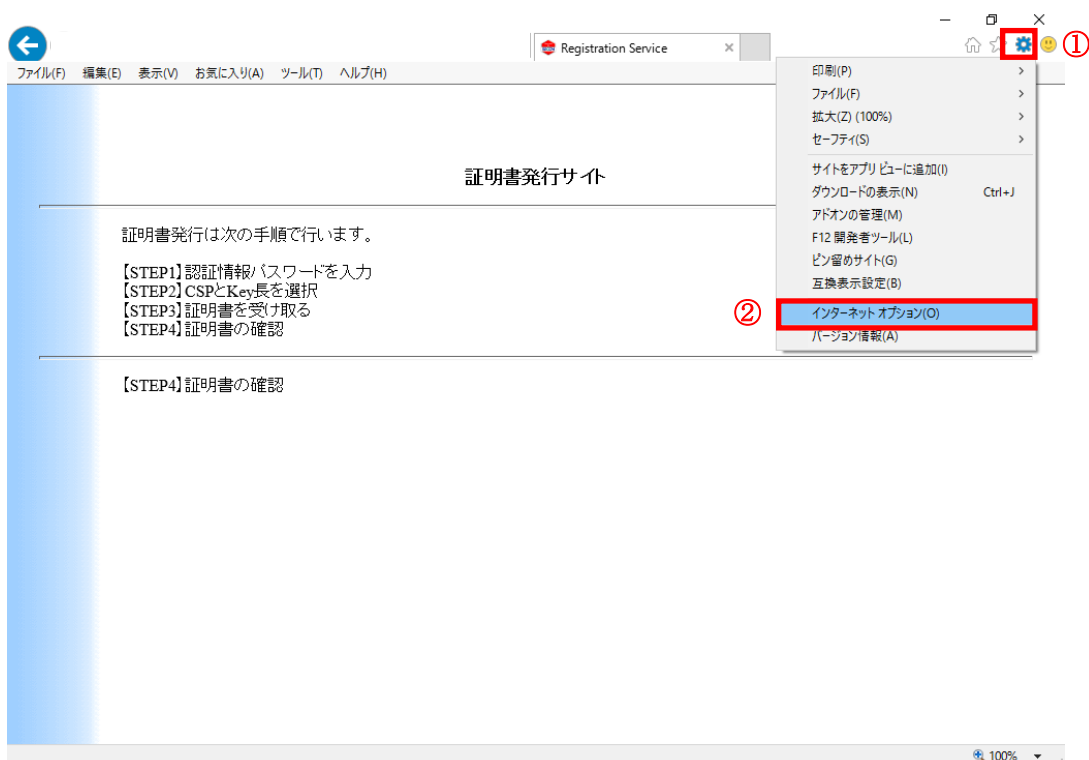 Registration Service
①
ファイル(F) 編集(E) 表示(V) お気に入り(A) ツール(T) ヘルプ(H)
印刷(P)
ファイル(F)
拡大(Z) (100%)
セーフティ(S)
サイトをアプリ ビューに追加(I)
ダウンロードの表示(N) Ctrl+J
アドオンの管理(M)
F12 開発者ツール(L)
ピン留めサイト(G)
互換表示設定(B)
② インターネット オプション(O)
バージョン情報(A)
証明書発行サイト
証明書発行は次の手順で行います。
【STEP1】認証情報パスワードを入力
【STEP2】CSPとKey長を選択
【STEP3】証明書を受け取る
【STEP4】証明書の確認
【STEP4】証明書の確認
100%